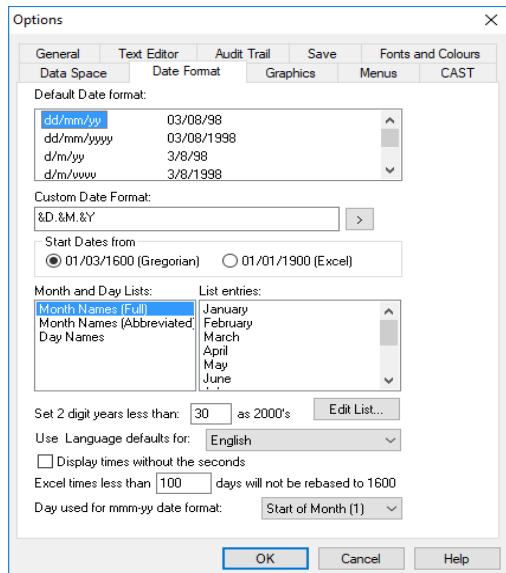 Options
General Text Editor Audit Trail Save Fonts and Colours
Data Space Date Format Graphics Menus CAST
Default Date format:
dd/mm/yy 03/08/98
dd/mm/yyyy 03/08/1998
d/m/yy 3/8/98
d/m/yyyy 3/8/1998
Custom Date Format:
&D.&M.&Y >
Start Dates from
01/03/1600 (Gregorian) 01/01/1900 (Excel)
Month and Day Lists: List entries:
Month Names (Full) January
Month Names (Abbreviated) February
Day Names March
April
May
June
Set 2 digit years less than: 30 as 2000's Edit List...
Use Language defaults for: English
Display times without the seconds
Excel times less than 100 days will not be rebased to 1600
Day used for mmm-yy date format: Start of Month (1)
OK Cancel Help